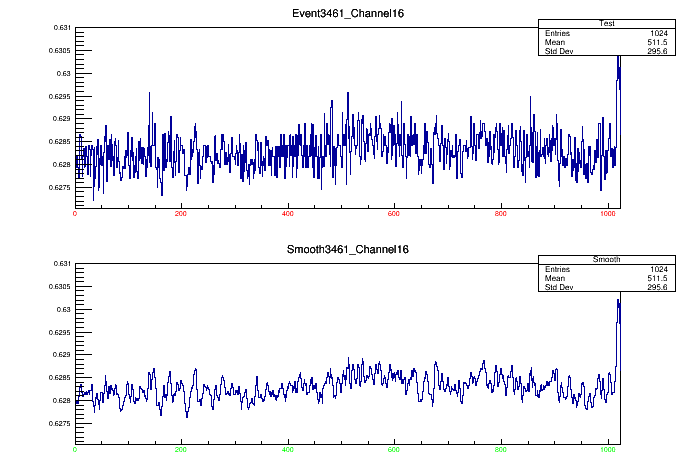 Event3461_Channel16
Test
Entries 1024
Mean 511.5
Std Dev 295.6
0.631
0.6305
0.63
0.6295
0.629
0.6285
0.628
0.6275
0 200 400 600 800 1000
Smooth3461_Channel16
Smooth
Entries 1024
Mean 511.5
Std Dev 295.6
0.631
0.6305
0.63
0.6295
0.629
0.6285
0.628
0.6275
0 200 400 600 800 1000